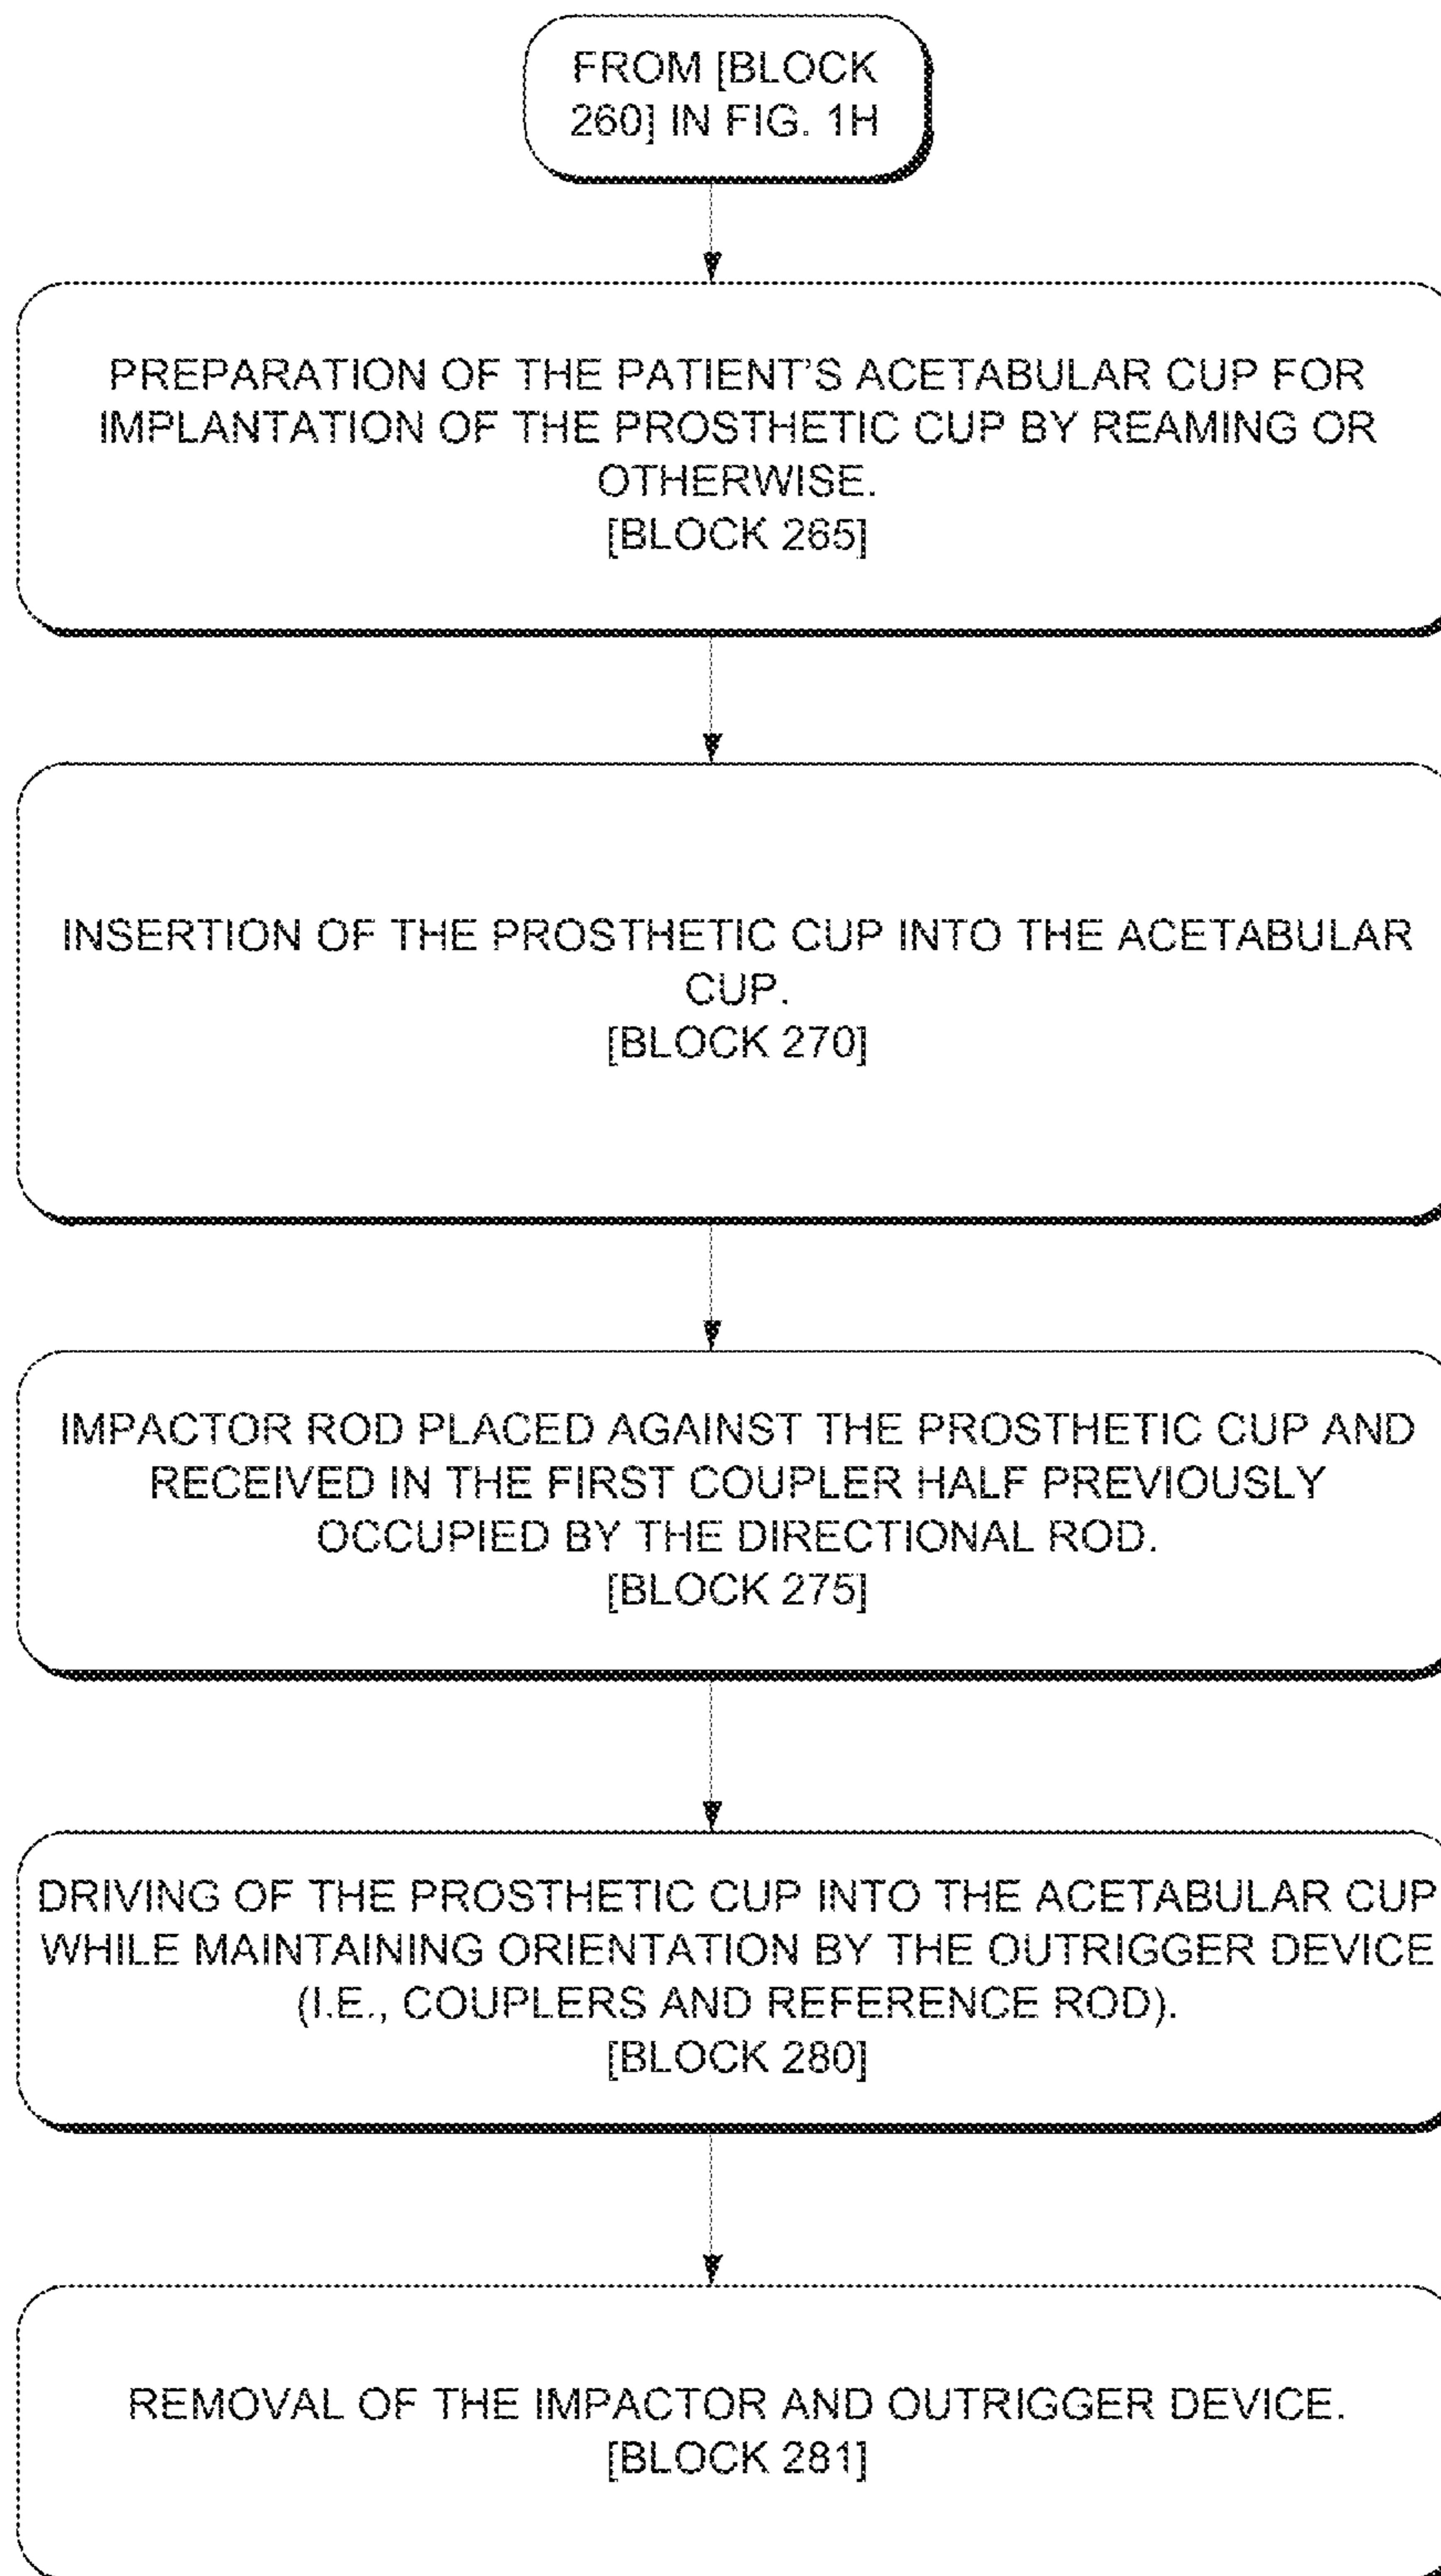 FROM [BLOCK
260] IN FIG. 1H
PREPARATION OF THE PATIENT'S ACETABULAR CUP FOR
IMPLANTATION OF THE PROSTHETIC CUP BY REAMING OR
OTHERWISE.
[BLOCK 265]
INSERTION OF THE PROSTHETIC CUP INTO THE ACETABULAR
CUP.
[BLOCK 270]
IMPACTOR ROD PLACED AGAINST THE PROSTHETIC CUP AND
RECEIVED IN THE FIRST COUPLER HALF PREVIOUSLY
OCCUPIED BY THE DIRECTIONAL ROD.
[BLOCK 275]
DRIVING OF THE PROSTHETIC CUP INTO THE ACETABULAR CUP
WHILE MAINTAINING ORIENTATION BY THE OUTRIGGER DEVICE
(I.E., COUPLERS AND REFERENCE ROD).
[BLOCK 280]
REMOVAL OF THE IMPACTOR AND OUTRIGGER DEVICE.
[BLOCK 281]